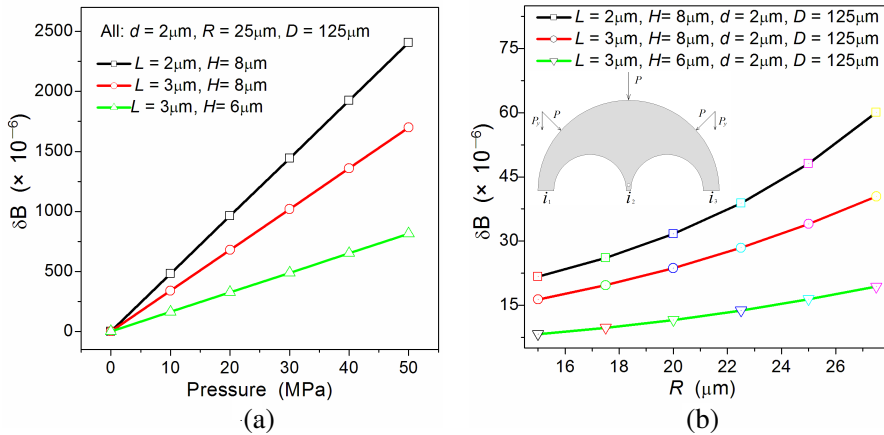 All: d = 2μm, R = 25μm, D = 125μm
L = 2μm, H= 8μm
L = 3μm, H= 8μm
L = 3μm, H= 6μm
δB (× 10⁻⁶)
2500
2000
1500
1000
500
0
0 10 20 30 40 50
Pressure (MPa)
(a)
L = 2μm, H= 8μm, d = 2μm, D = 125μm
L = 3μm, H= 8μm, d = 2μm, D = 125μm
L = 3μm, H= 6μm, d = 2μm, D = 125μm
P
P P
Py Py
i1 i2 i3
δB (× 10⁻⁶)
75
60
45
30
15
16 18 20 22 24 26
R (μm)
(b)